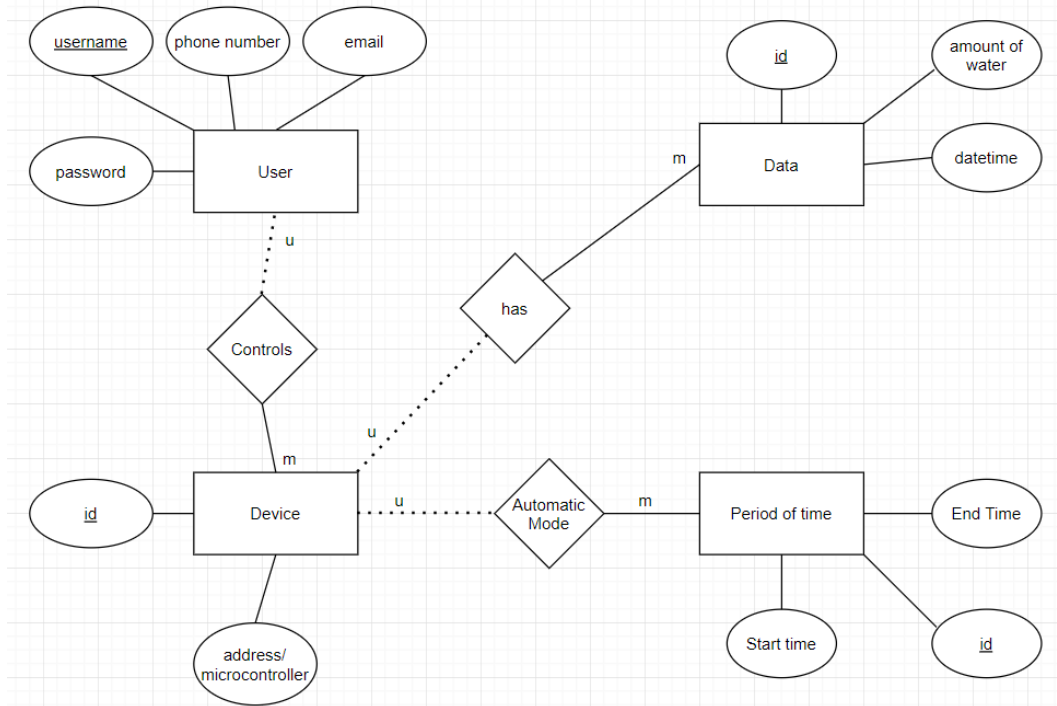 username
phone number
email
id
amount of
water
password
User
m
Data
datetime
u
has
Controls
u
m
id
Device
u
Automatic
Mode
m
Period of time
End Time
address/
microcontroller
Start time
id